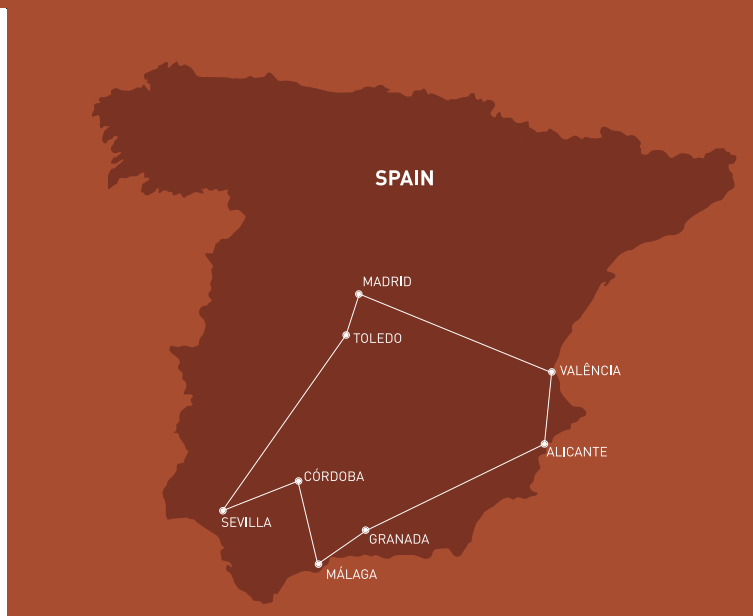 SPAIN
MADRID
TOLEDO
VALÊNCIA
ALICANTE
CÓRDOBA
SEVILLA
GRANADA
MÁLAGA